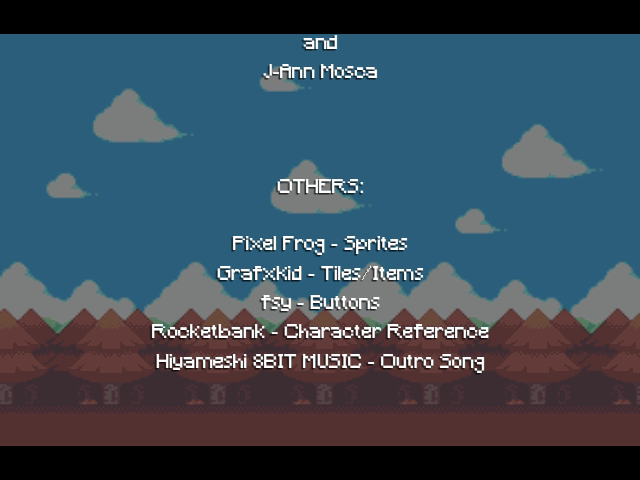 and
J-Ann Mosca
OTHERS:
Pixel Frog - Sprites
Grafxkid - Tiles/Items
fsy - Buttons
Rocketbank - Character Reference
Hiyameshi 8BIT MUSIC - Outro Song